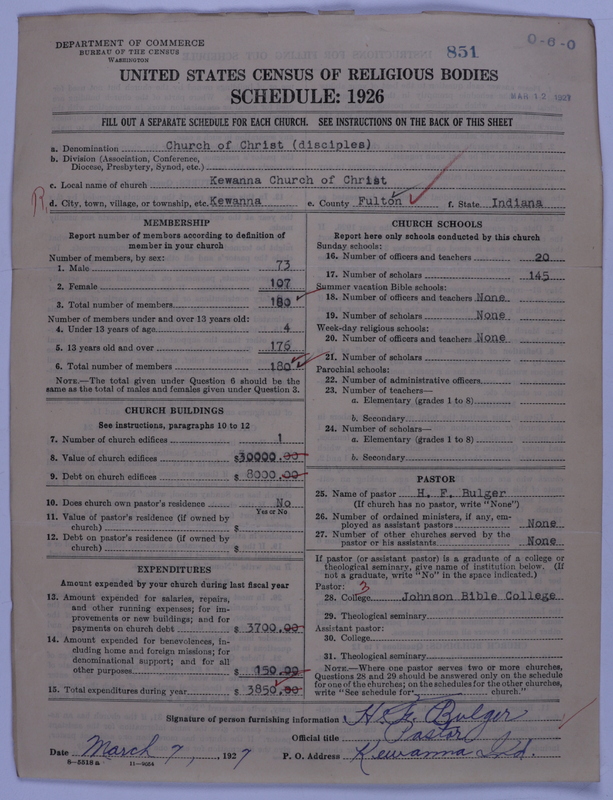 DEPARTMENT OF COMMERCE
BUREAU OF THE CENSUS
WASHINGTON
851
0-6-0
UNITED STATES CENSUS OF RELIGIOUS BODIES
SCHEDULE: 1926
MAR 12 1927
FILL OUT A SEPARATE SCHEDULE FOR EACH CHURCH. SEE INSTRUCTIONS ON THE BACK OF THIS SHEET
a. Denomination Church of Christ (disciples)
b. Division (Association, Conference,
Diocese, Presbytery, Synod, etc.)
c. Local name of church Kewanna Church of Christ
R d. City, town, village, or township, etc. Kewanna e. County Fulton f. State Indiana
MEMBERSHIP
Report number of members according to definition of
member in your church
Number of members, by sex:
1. Male 73
2. Female 107
3. Total number of members 180
Number of members under and over 13 years old:
4. Under 13 years of age 4
5. 13 years old and over 176
6. Total number of members 180
NOTE.—The total given under Question 6 should be
same as the total of males and females given under Question 3.
CHURCH BUILDINGS
See instructions, paragraphs 10 to 12
7. Number of church edifices 1
8. Value of church edifices $30000.00
9. Debt on church edifices $ 8000.00
10. Does church own pastor's residence No
Yes or No
11. Value of pastor's residence (if owned by
church) $
12. Debt on pastor's residence (if owned by
church) $
EXPENDITURES
Amount expended by your church during last fiscal year
13. Amount expended for salaries, repairs,
and other running expenses; for im-
provements or new buildings; and for
payments on church debt $ 3700.00
14. Amount expended for benevolences, in-
cluding home and foreign missions; for
denominational support; and for all
other purposes $ 150.00
15. Total expenditures during year $ 3850.00
CHURCH SCHOOLS
Report here only schools conducted by this church
Sunday schools:
16. Number of officers and teachers 20
17. Number of scholars 145
Summer vacation Bible schools:
18. Number of officers and teachers None
19. Number of scholars None
Week-day religious schools:
20. Number of officers and teachers None
21. Number of scholars
Parochial schools:
22. Number of administrative officers
23. Number of teachers—
a. Elementary (grades 1 to 8)
b. Secondary
24. Number of scholars—
a. Elementary (grades 1 to 8)
b. Secondary
PASTOR
25. Name of pastor H. F. Bulger
(If church has no pastor, write "None")
26. Number of ordained ministers, if any, em-
ployed as assistant pastors None
27. Number of other churches served by the
pastor or his assistants None
If pastor (or assistant pastor) is a graduate of a college or
theological seminary, give name of institution below. (If
not a graduate, write "No" in the space indicated.)
Pastor: 3
28. College Johnson Bible College
29. Theological seminary
Assistant pastor:
30. College
31. Theological seminary
NOTE.—Where one pastor serves two or more churches,
Questions 28 and 29 should be answered only on the schedule
for one of the churches; on the schedules for the other churches,
write "See schedule for church."
Signature of person furnishing information H. F. Bulger
Official title Pastor
Date March 7, 1927 P. O. Address Kewanna Ind.
8—5518 a 11—9054